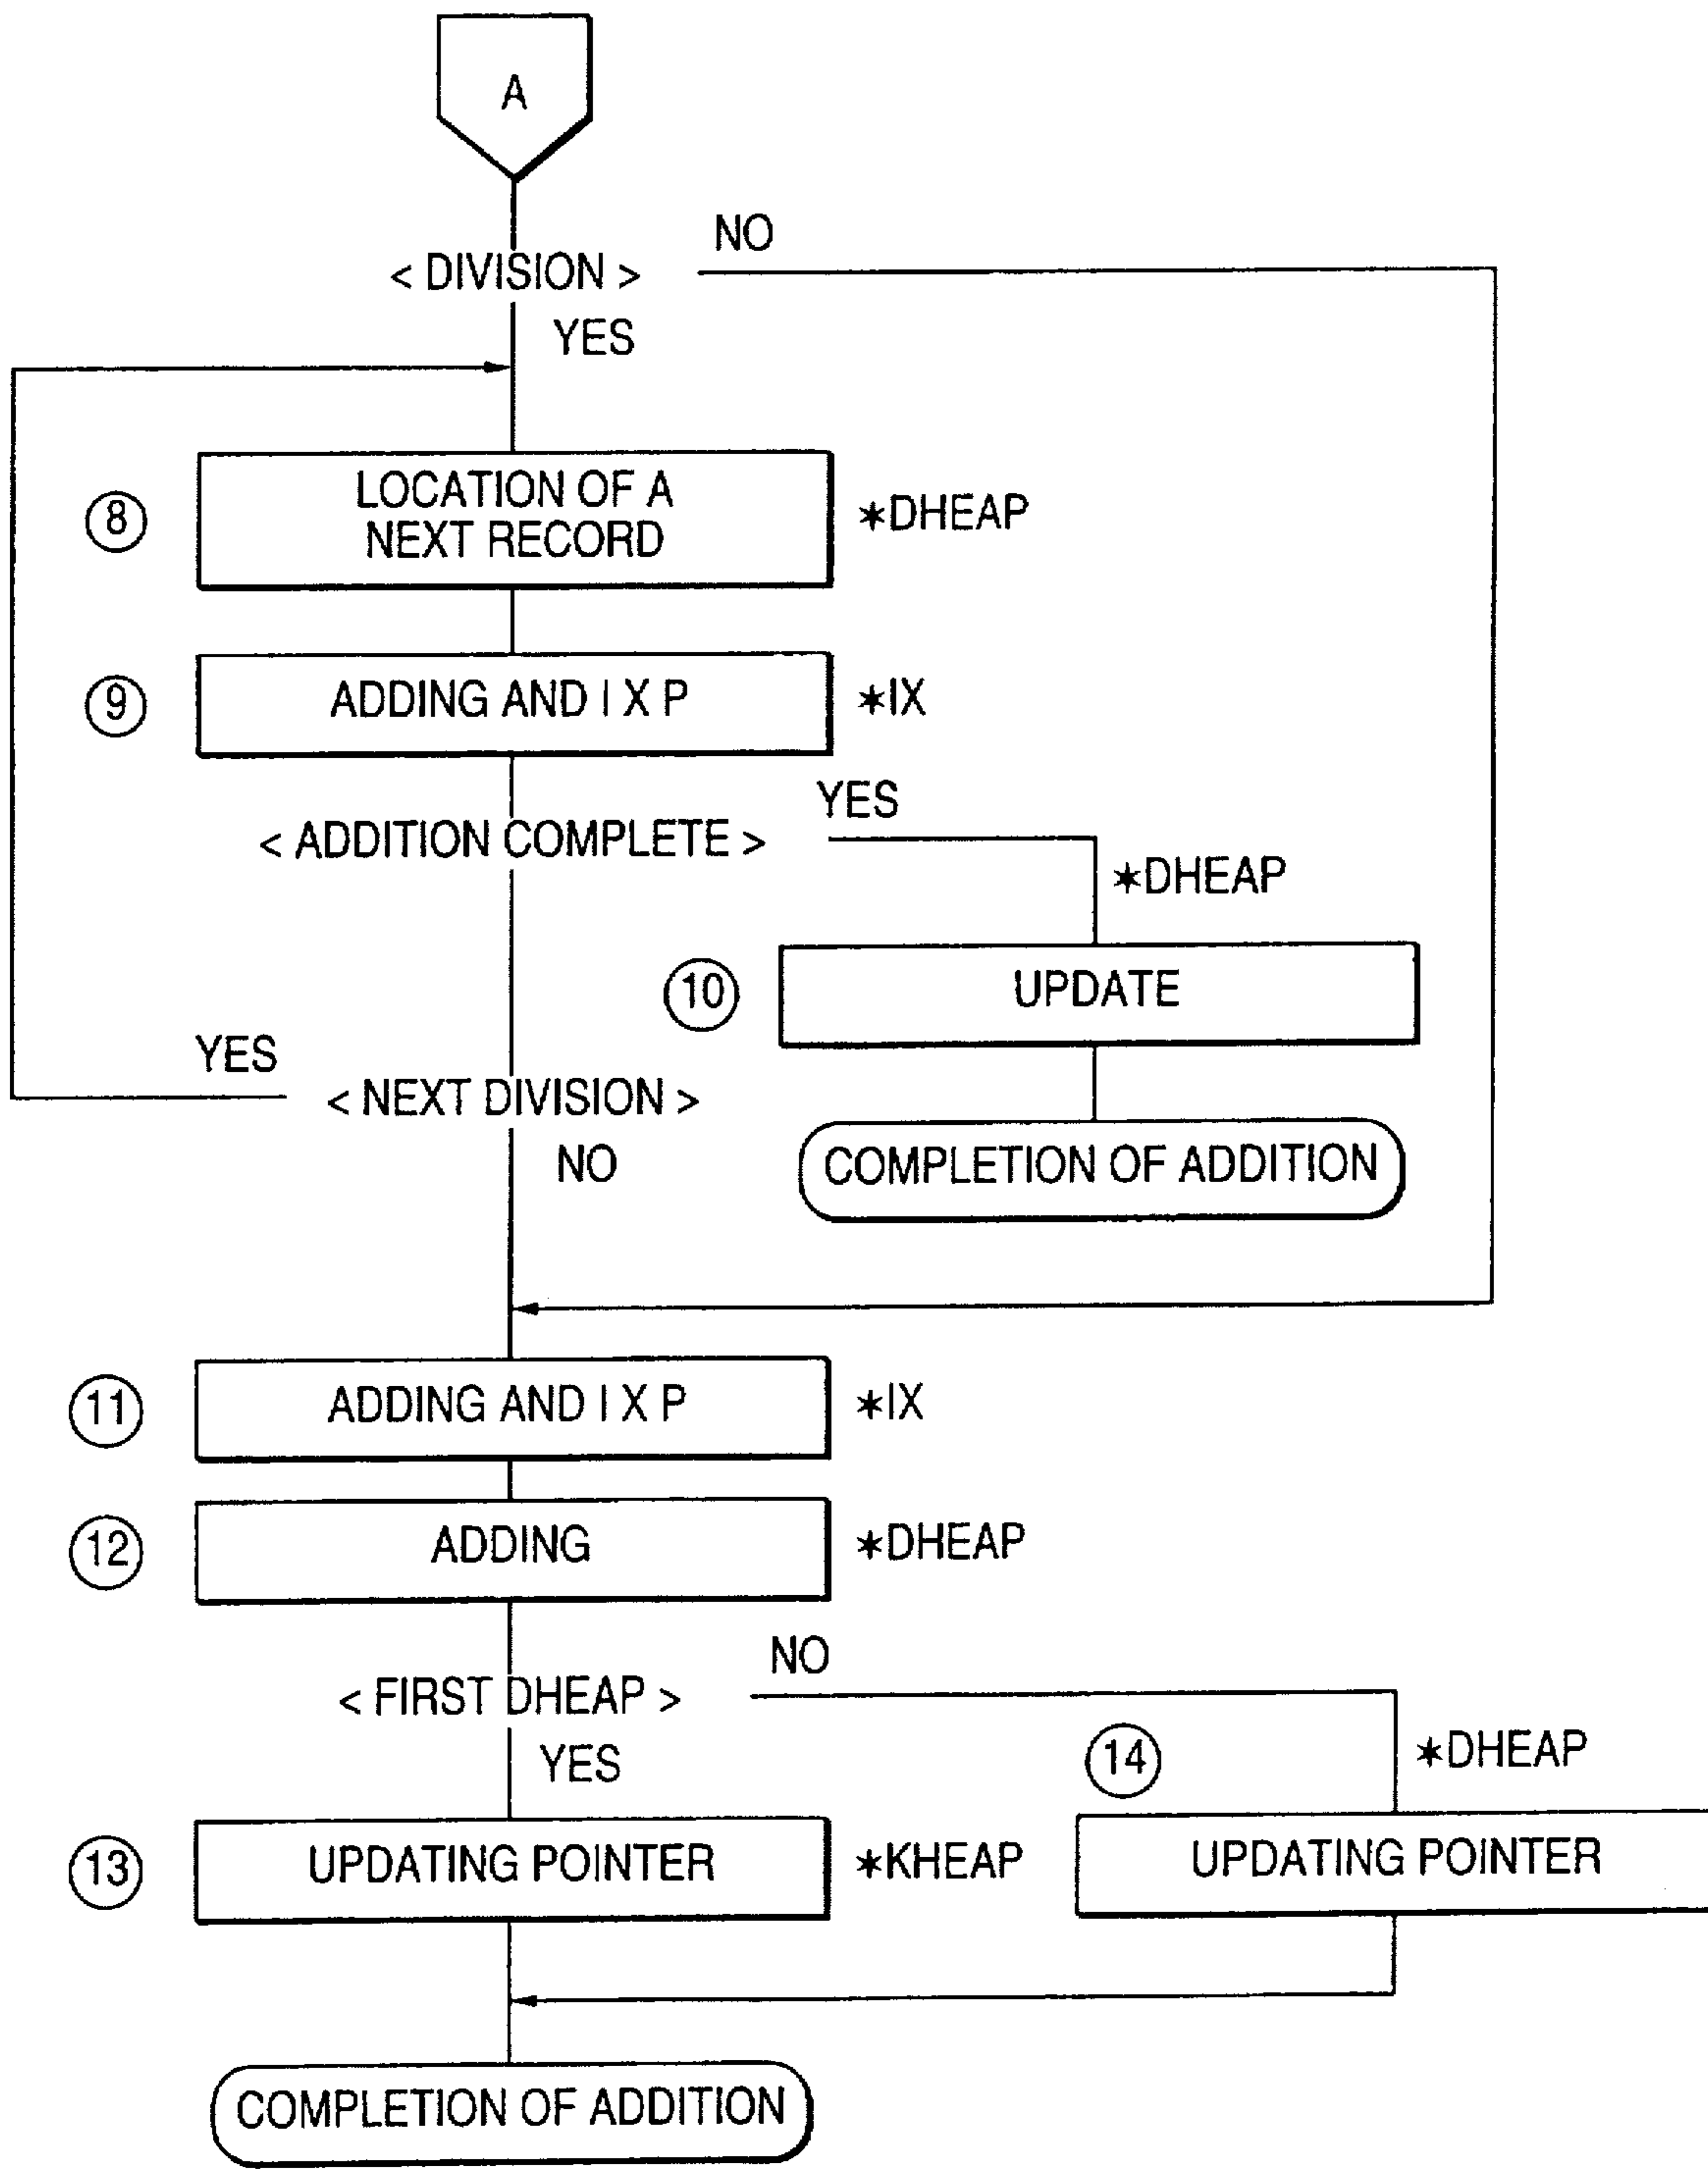 A
NO
< DIVISION >
YES
LOCATION OF A
NEXT RECORD
8
*DHEAP
9
ADDING AND I X P
*IX
YES
< ADDITION COMPLETE >
*DHEAP
10
UPDATE
YES
< NEXT DIVISION >
NO
COMPLETION OF ADDITION
11
ADDING AND I X P
*IX
12
ADDING
*DHEAP
NO
< FIRST DHEAP >
YES
14
*DHEAP
13
UPDATING POINTER
*KHEAP
UPDATING POINTER
COMPLETION OF ADDITION